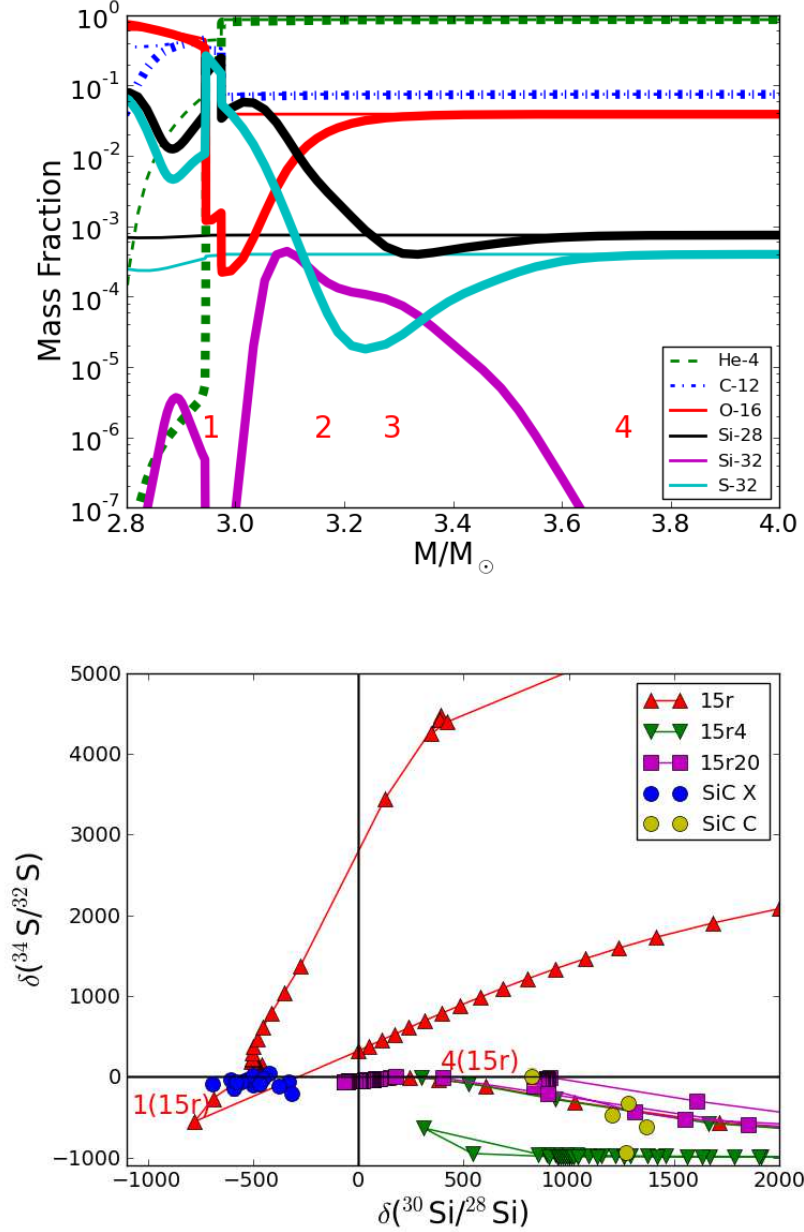 10⁰
10⁻¹
10⁻²
10⁻³
10⁻⁴
10⁻⁵
10⁻⁶
10⁻⁷
Mass Fraction
1
2
3
4
He-4
C-12
O-16
Si-28
Si-32
S-32
2.8 3.0 3.2 3.4 3.6 3.8 4.0
M/M☉
5000
4000
3000
2000
1000
0
−1000
δ(³⁴S/³²S)
15r
15r4
15r20
SiC X
SiC C
4(15r)
1(15r)
−1000 −500 0 500 1000 1500 2000
δ(³⁰Si/²⁸Si)